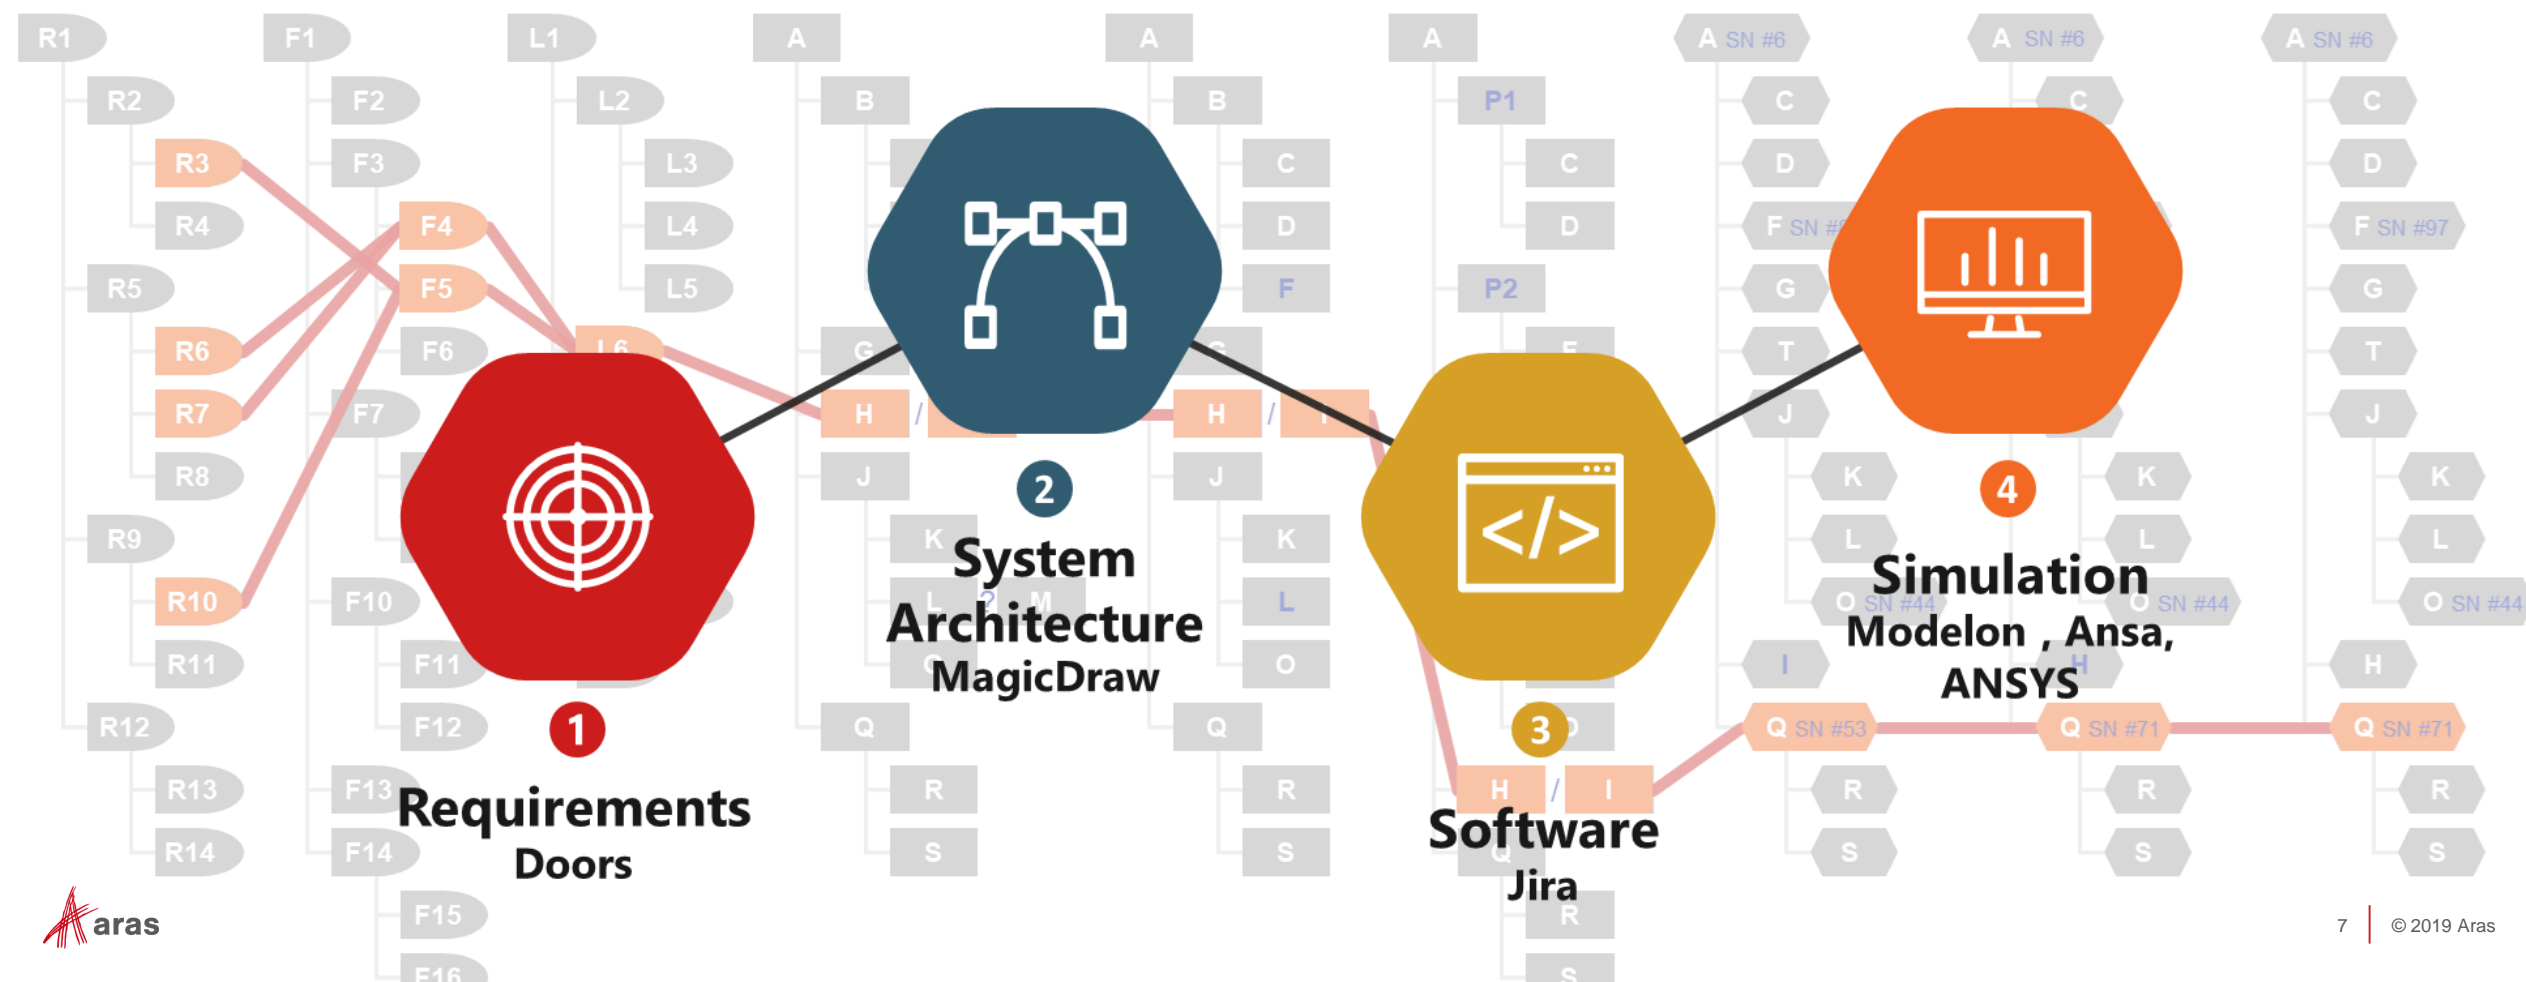 R1
R2
R3
R4
R5
R6
R7
R8
R9
R10
R11
R12
R13
R14
F1
F2
F3
F4
F5
F6
F7
F10
F11
F12
F13
F14
F15
F16
L1
L2
L3
L4
L5
L6
1
Requirements
Doors
A
B
G
H /
J
K
L ? M
Q
R
S
2
System
Architecture
MagicDraw
A
B
C
D
F
G
H / I
J
K
L
O
Q
R
S
A
P1
C
D
P2
H / I
Q
R
S
</>
3
Software
Jira
A SN #6
C
D
F SN
G
T
J
K
L
O SN #44
I
Q SN #53
R
S
A SN #6
C
K
L
O SN #44
H
Q SN #71
R
S
4
Simulation
Modelon , Ansa,
ANSYS
A SN #6
C
D
F SN #97
G
T
J
K
L
O SN #44
H
Q SN #71
R
S
aras
7
© 2019 Aras